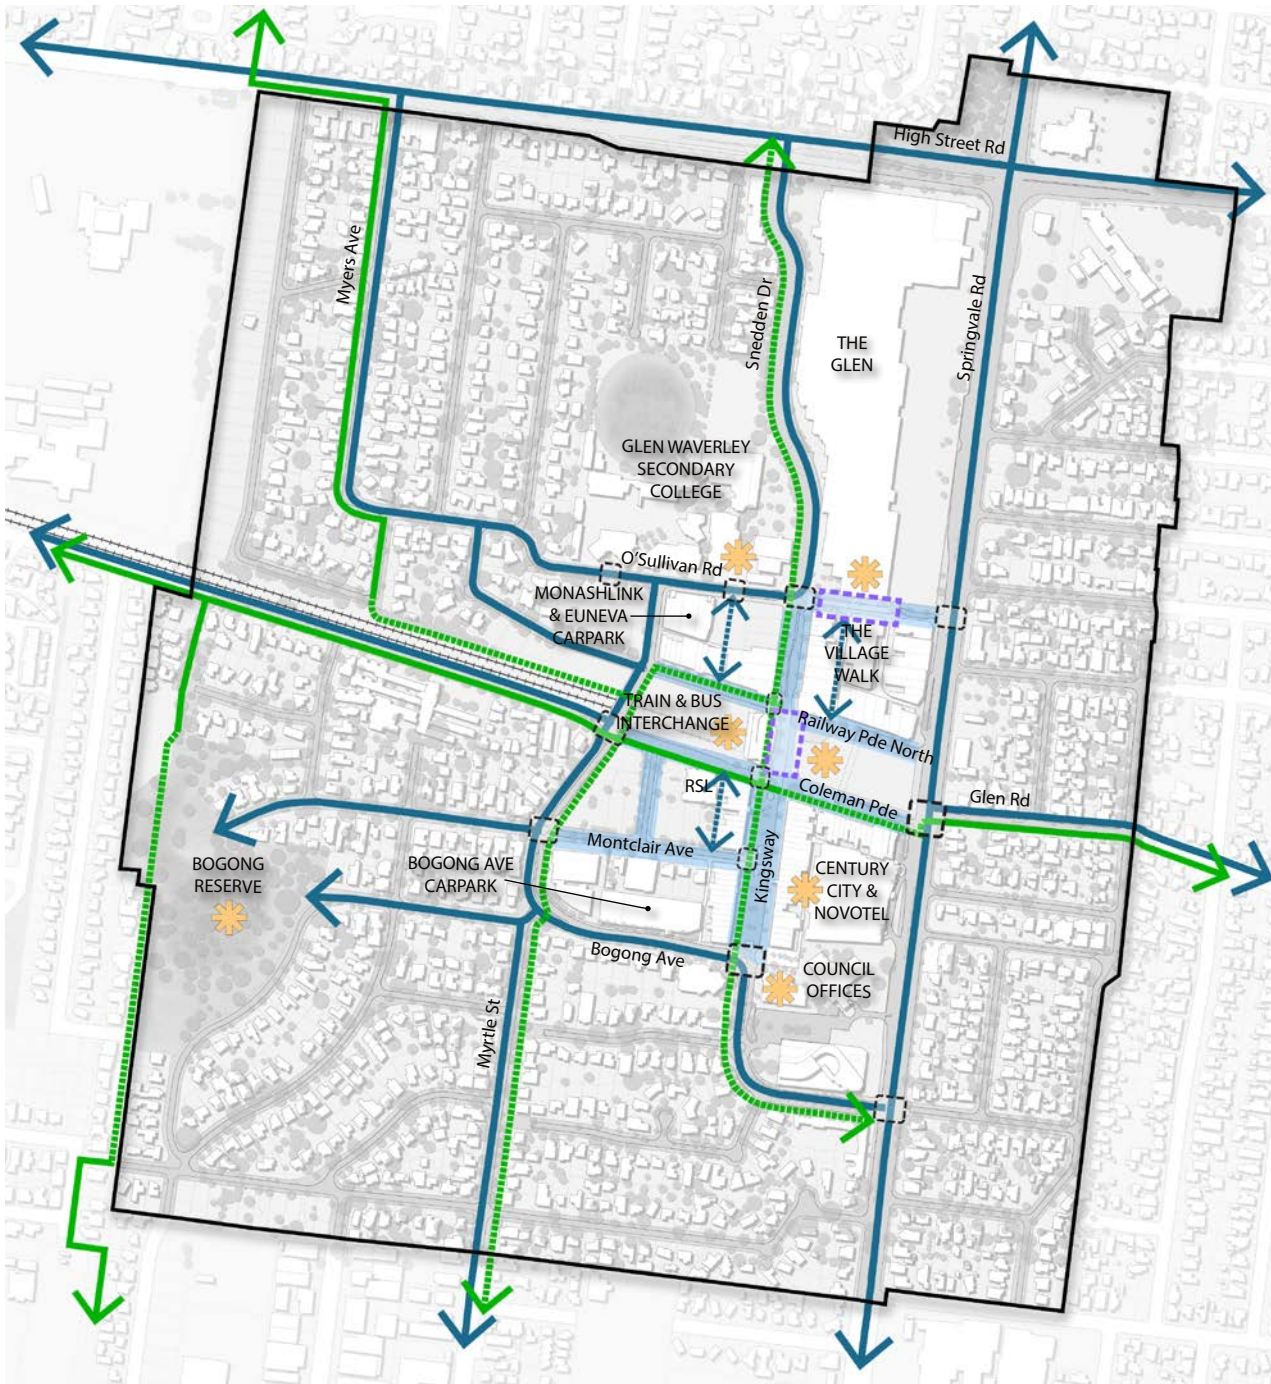 High Street Rd
Myers Ave
Snedden Dr
Springvale Rd
THE
GLEN
GLEN WAVERLEY
SECONDARY
COLLEGE
O'Sullivan Rd
MONASHLINK
& EUNEVA
CARPARK
THE
VILLAGE
WALK
TRAIN & BUS
INTERCHANGE
Railway Pde North
RSL
Coleman Pde
Glen Rd
Montclair Ave
Kingsway
BOGONG
RESERVE
BOGONG AVE
CARPARK
CENTURY
CITY &
NOVOTEL
Bogong Ave
COUNCIL
OFFICES
Myrtle St